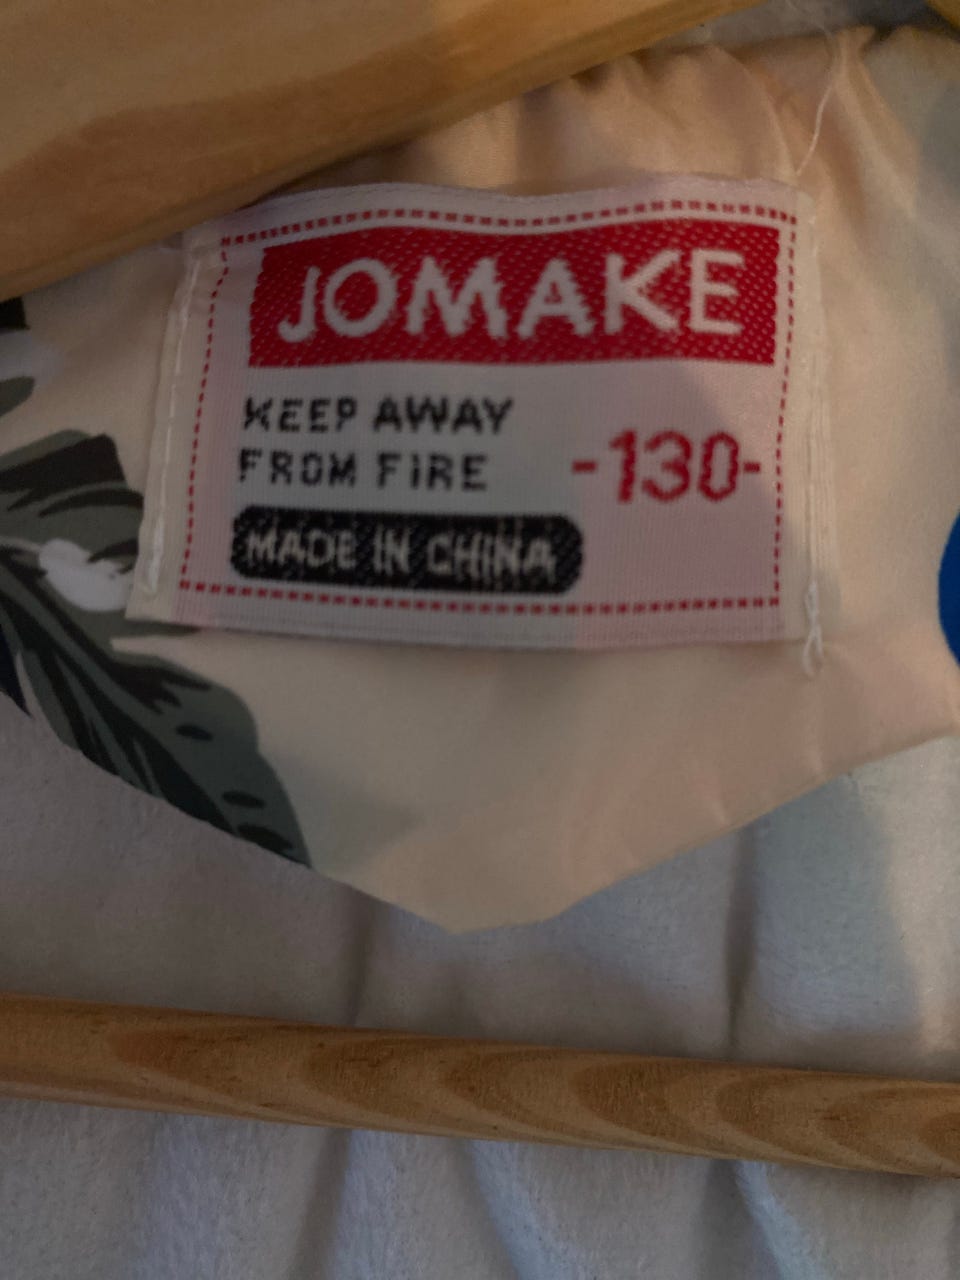 JOMAKE
KEEP AWAY
FROM FIRE
-130-
MADE IN CHINA